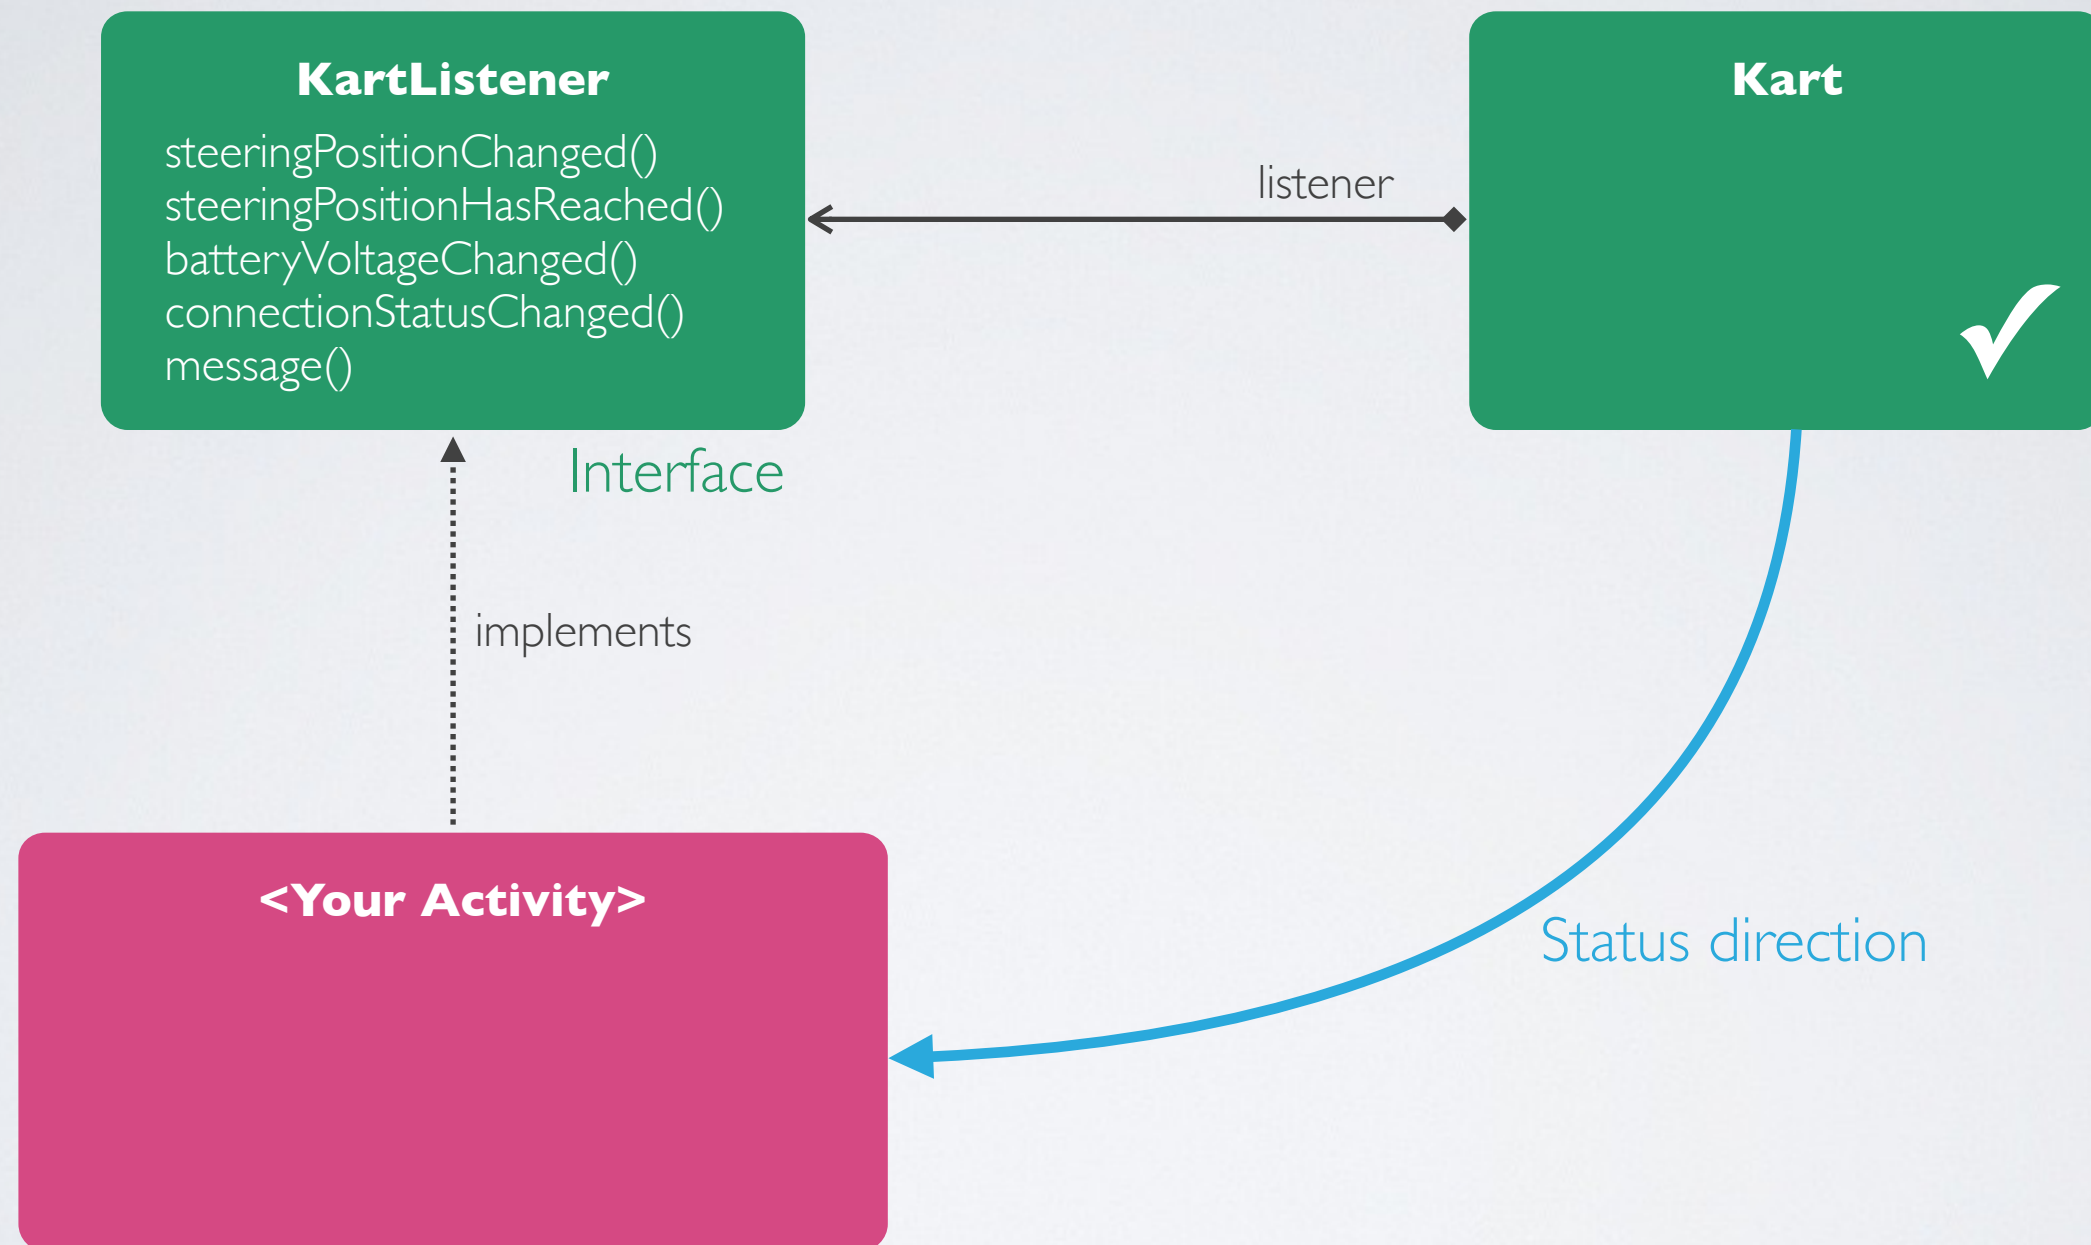 KartListener
steeringPositionChanged()
steeringPositionHasReached()
batteryVoltageChanged()
connectionStatusChanged()
message()
Kart
listener
Interface
implements
<Your Activity>
Status direction